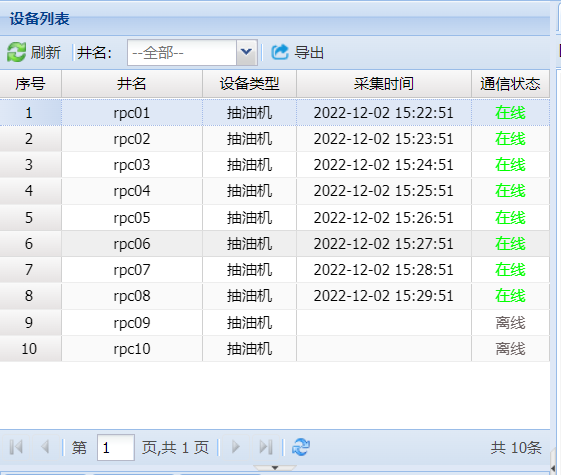 设备列表
刷新 井名: --全部-- 导出
序号 井名 设备类型 采集时间 通信状态
1 rpc01 抽油机 2022-12-02 15:22:51 在线
2 rpc02 抽油机 2022-12-02 15:23:51 在线
3 rpc03 抽油机 2022-12-02 15:24:51 在线
4 rpc04 抽油机 2022-12-02 15:25:51 在线
5 rpc05 抽油机 2022-12-02 15:26:51 在线
6 rpc06 抽油机 2022-12-02 15:27:51 在线
7 rpc07 抽油机 2022-12-02 15:28:51 在线
8 rpc08 抽油机 2022-12-02 15:29:51 在线
9 rpc09 抽油机 离线
10 rpc10 抽油机 离线
第 1 页,共 1 页 共 10条